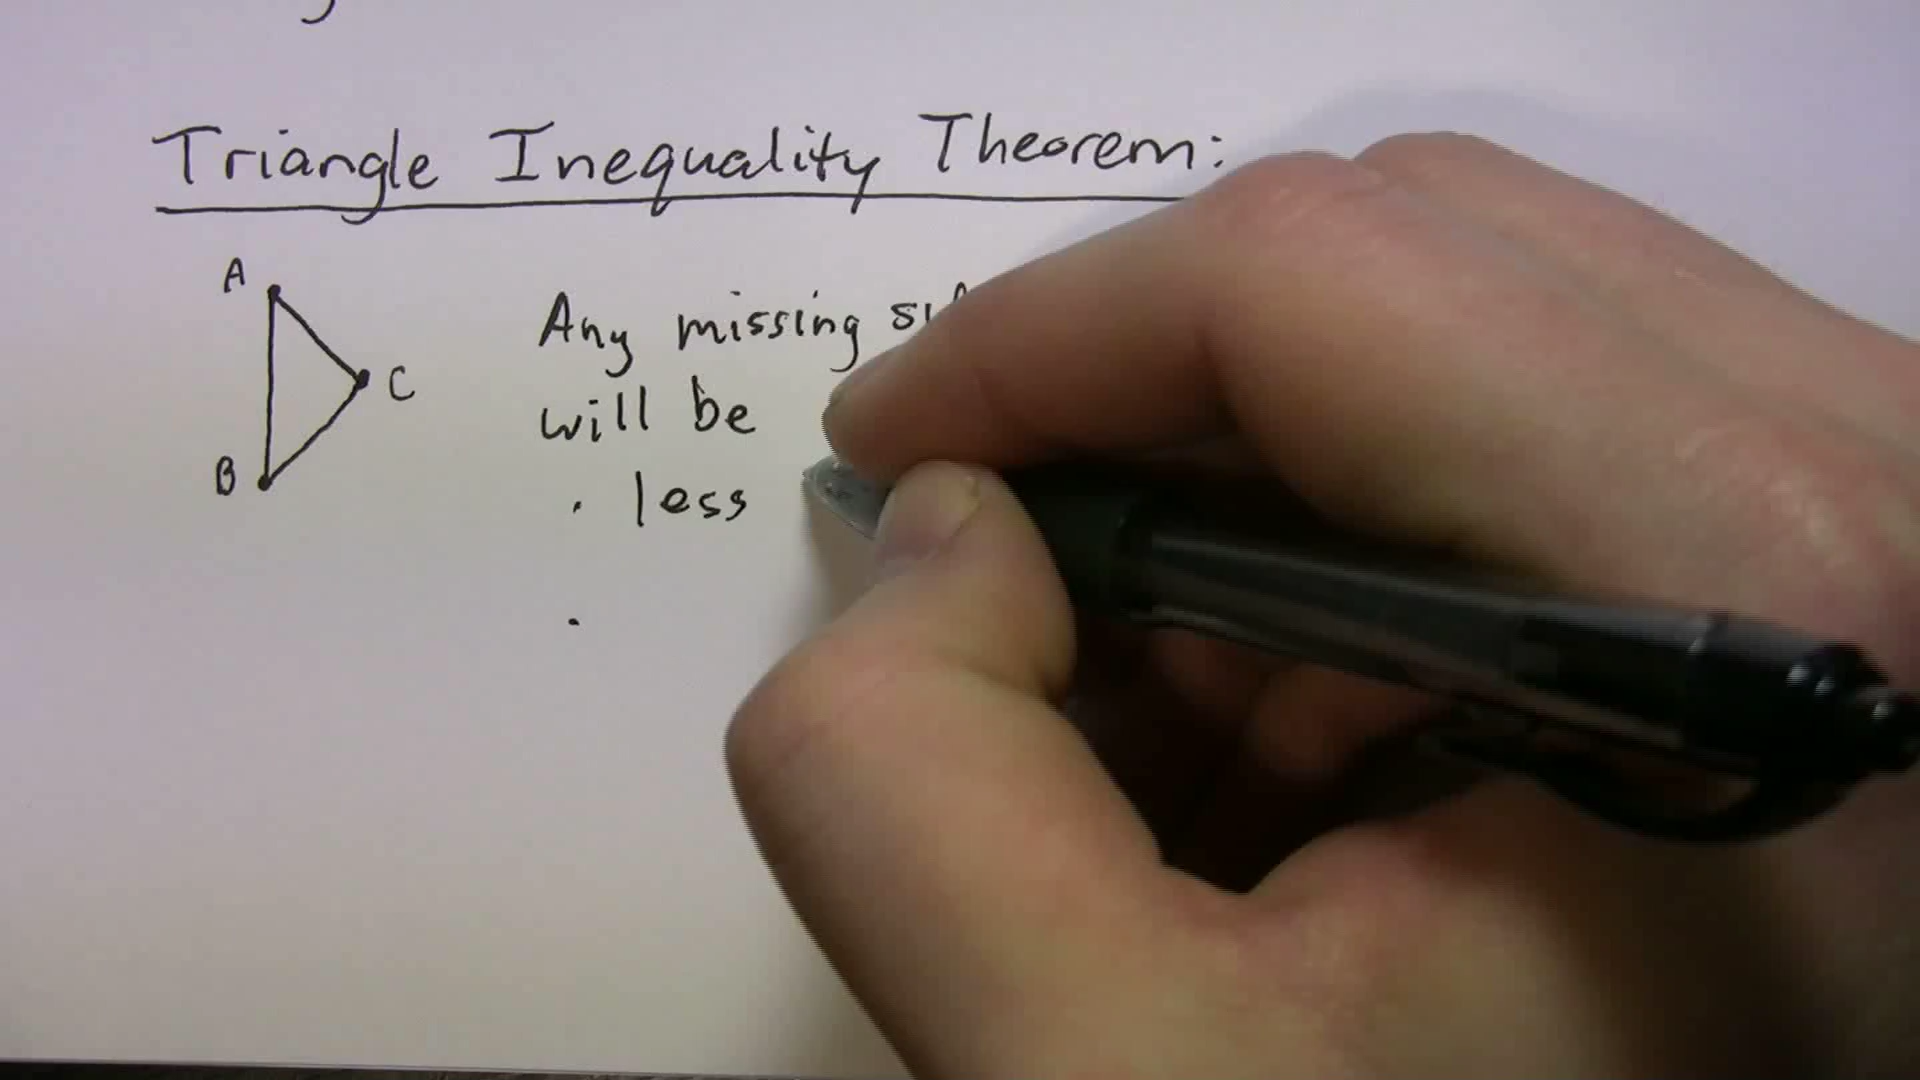 Triangle Inequality Theorem:
A
Any missing
C
will be
B
. less
.